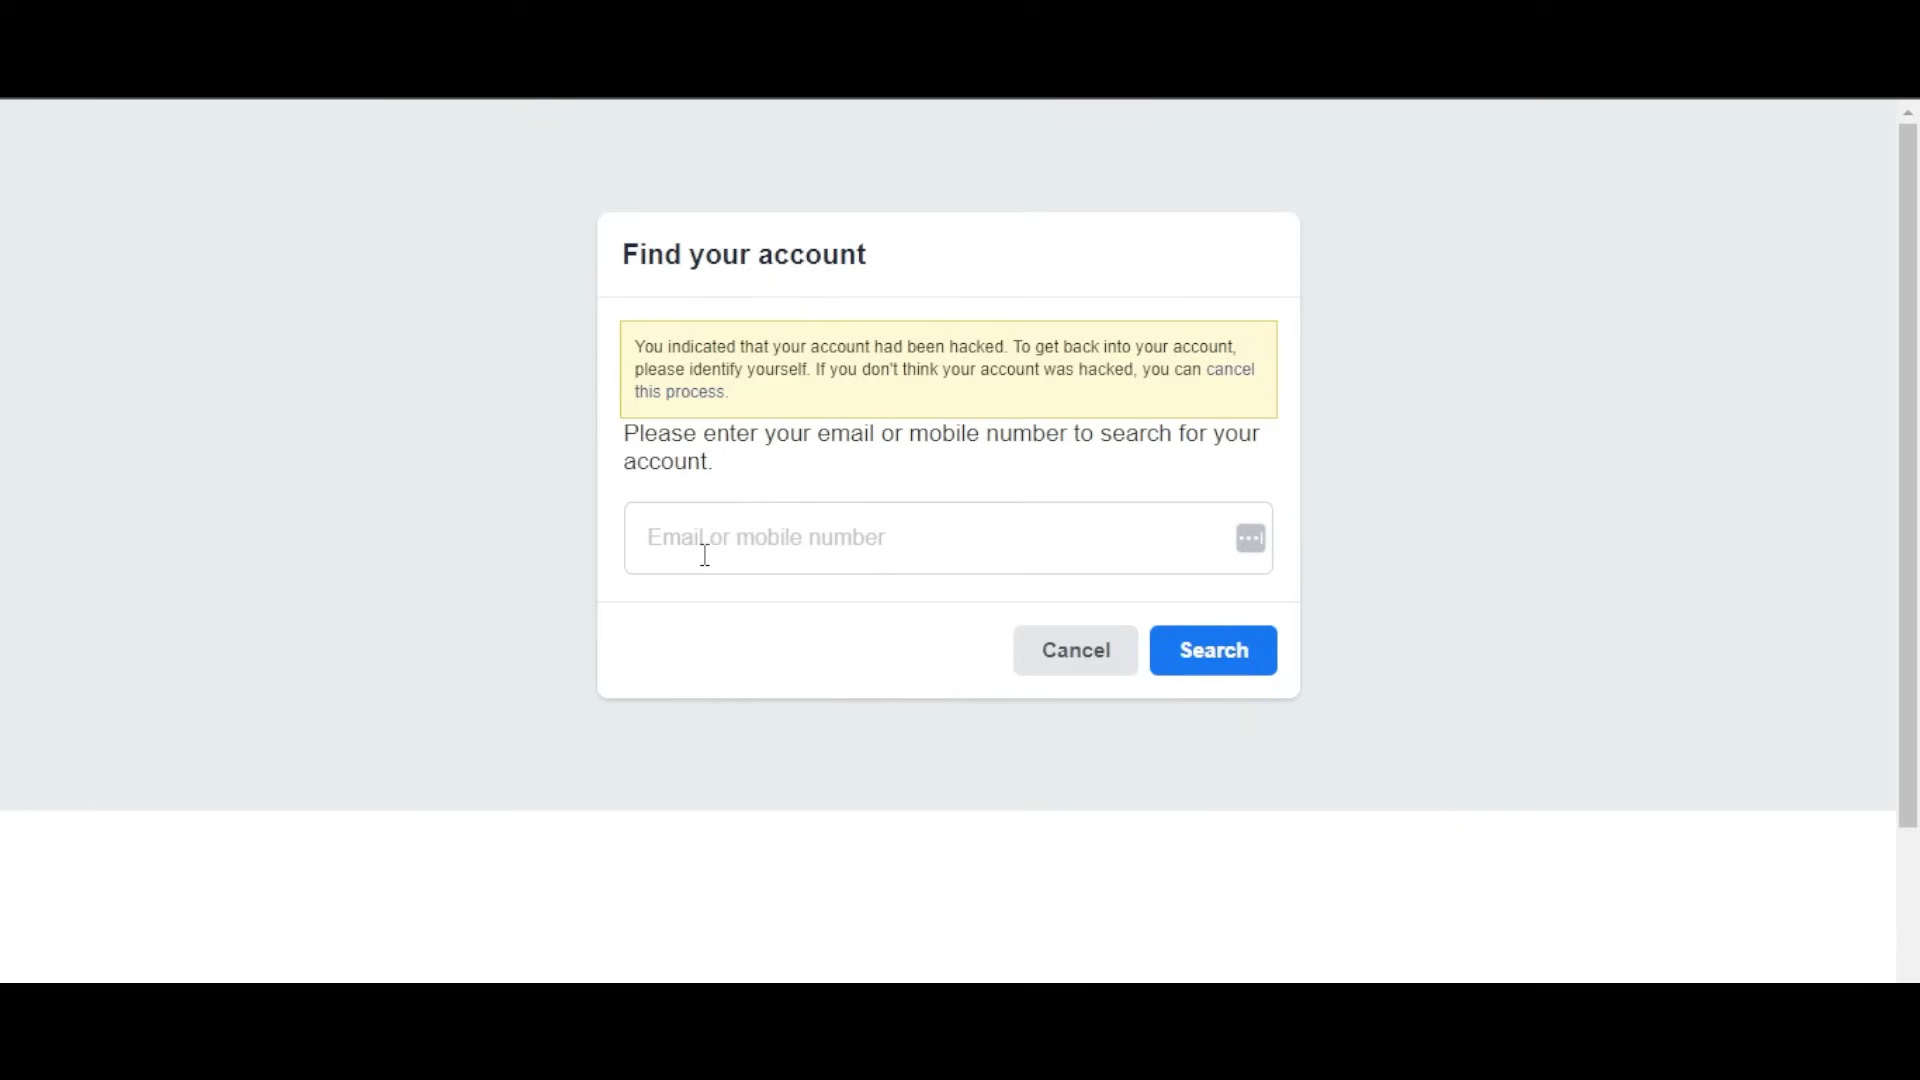 Find your account
You indicated that your account had been hacked. To get back into your account,
please identify yourself. If you don't think your account was hacked, you can cancel
this process.
Please enter your email or mobile number to search for your
account.
Email or mobile number
Cancel
Search